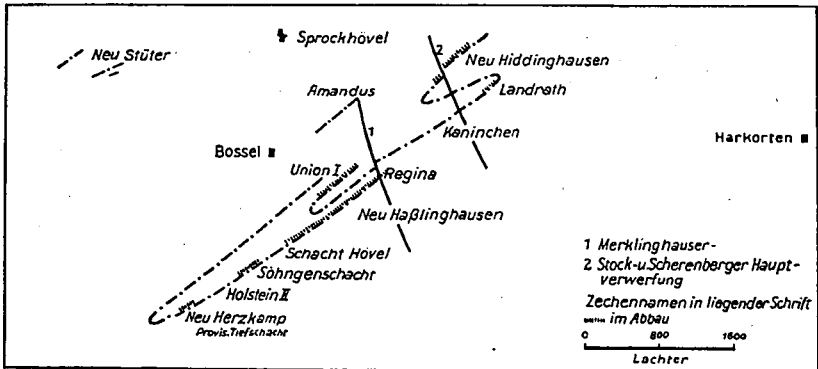 Sprockhövel
Neu Stüter
2
Neu Hiddinghausen
Amandus
Landrath
1
Kaninchen
Harkorten
Bossel
Union I
Regina
Neu Haßlinghausen
Schacht Hövel
Söhngenschacht
Holstein II
Neu Herzkamp
Provis. Tiefschacht
1 Merklinghauser-
2 Stock-u.Scherenberger Haupt-
verwerfung
Zechennamen in liegender Schrift
im Abbau
0 800 1600
Lachter